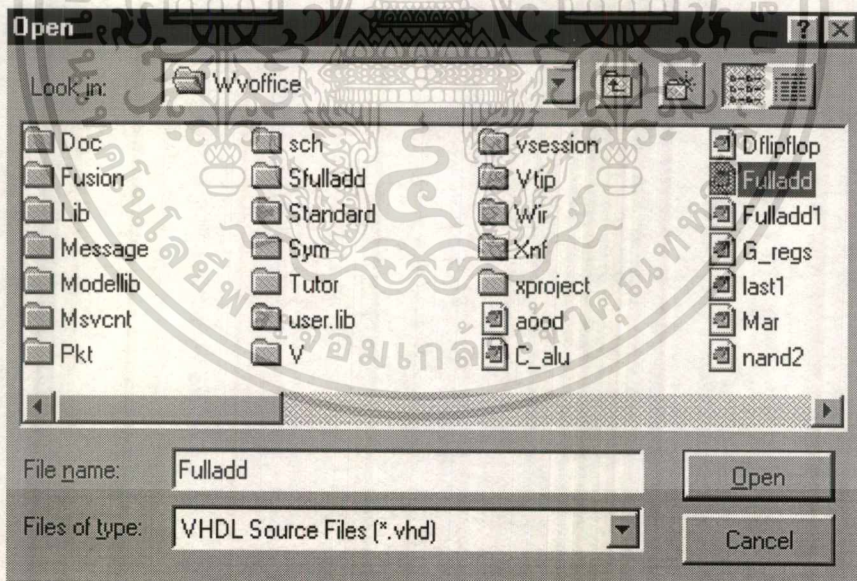 Open
Look in: Wvoffice
Doc sch vsession Dflipflop
Fusion Sfulladd Vtip Fulladd
Lib Standard Wir Fulladd1
Message Sym Xnf G_regs
Modellib Tutor xproject last1
Msvcnt user.lib aood Mar
Pkt V C_alu nand2
File name: Fulladd Open
Files of type: VHDL Source Files (*.vhd) Cancel